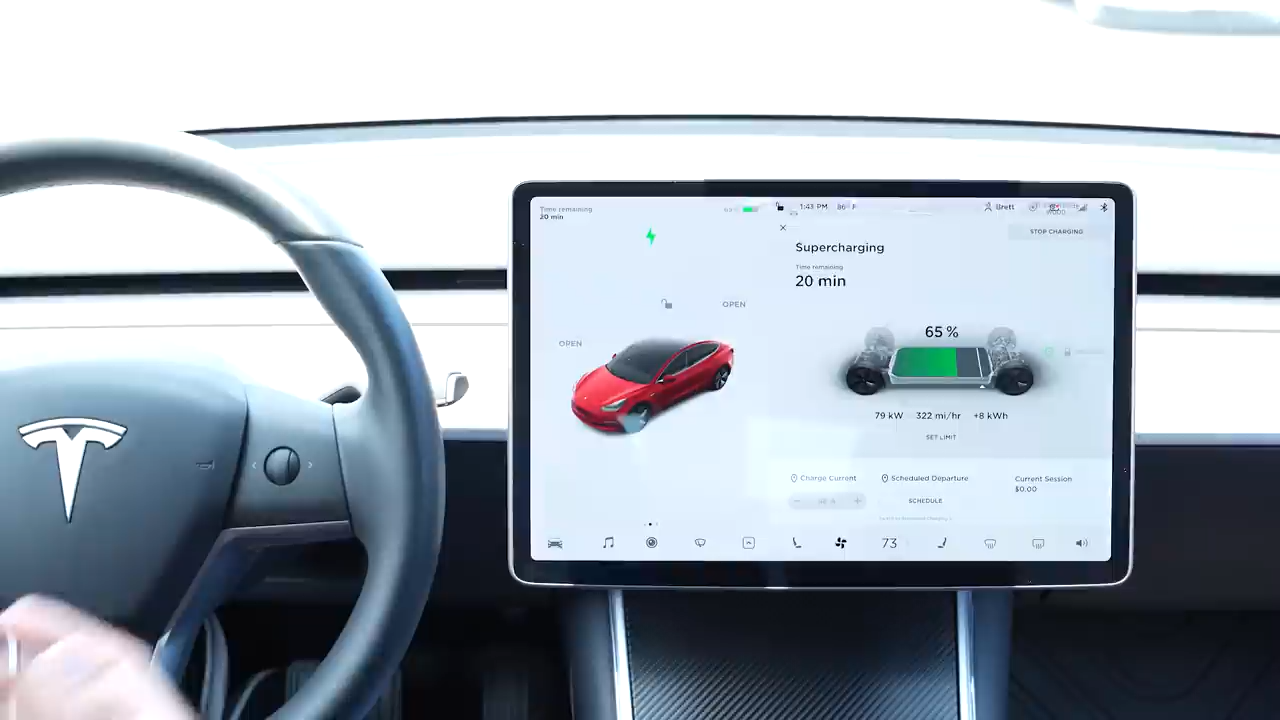 Time remaining
20 min
1:43 PM
86° F
Brett
STOP CHARGING
Supercharging
Time remaining
20 min
OPEN
OPEN
65 %
79 kW 322 mi/hr +8 kWh
SET LIMIT
Charge Current
Scheduled Departure
Current Session
$0.00
SCHEDULE
73